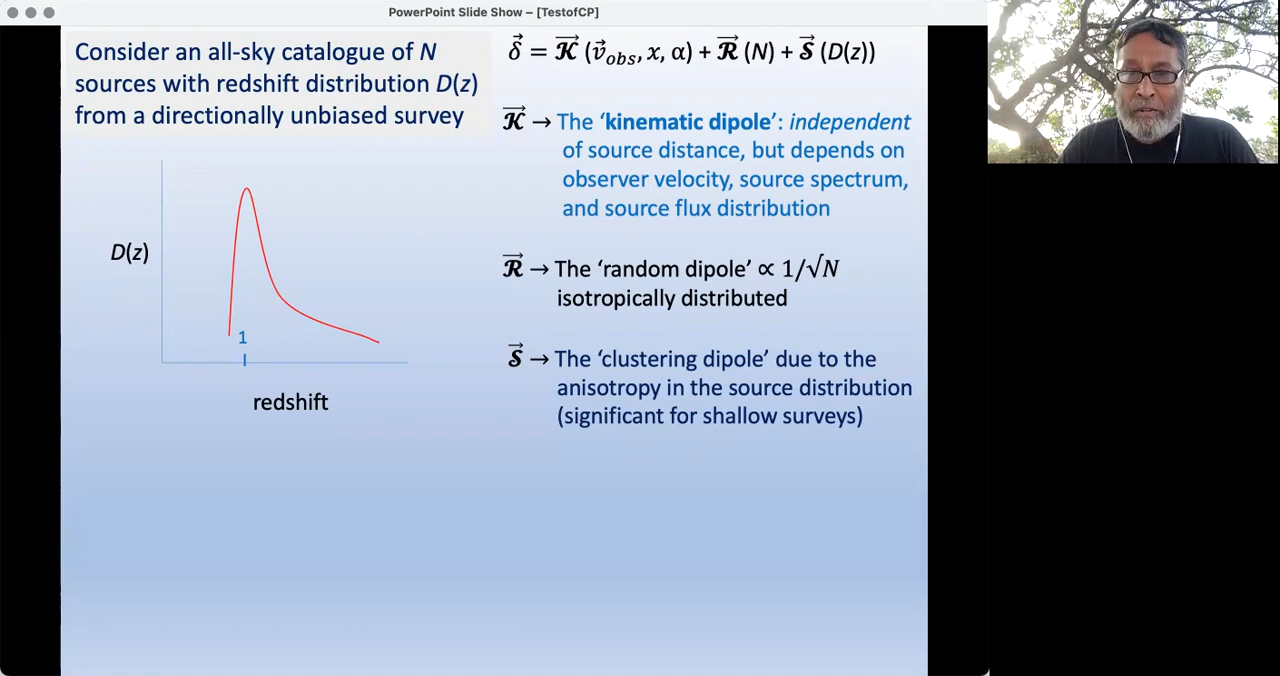 PowerPoint Slide Show – [TestofCP]
Consider an all-sky catalogue of N
sources with redshift distribution D(z)
from a directionally unbiased survey
D(z)
1
redshift
δ⃗ = 𝓚⃗ (v⃗ₒbₛ, x, α) + 𝓡⃗ (N) + 𝓢⃗ (D(z))
𝓚⃗ → The ‘kinematic dipole’: independent
of source distance, but depends on
observer velocity, source spectrum,
and source flux distribution
𝓡⃗ → The ‘random dipole’ ∝ 1/√N
isotropically distributed
𝓢⃗ → The ‘clustering dipole’ due to the
anisotropy in the source distribution
(significant for shallow surveys)